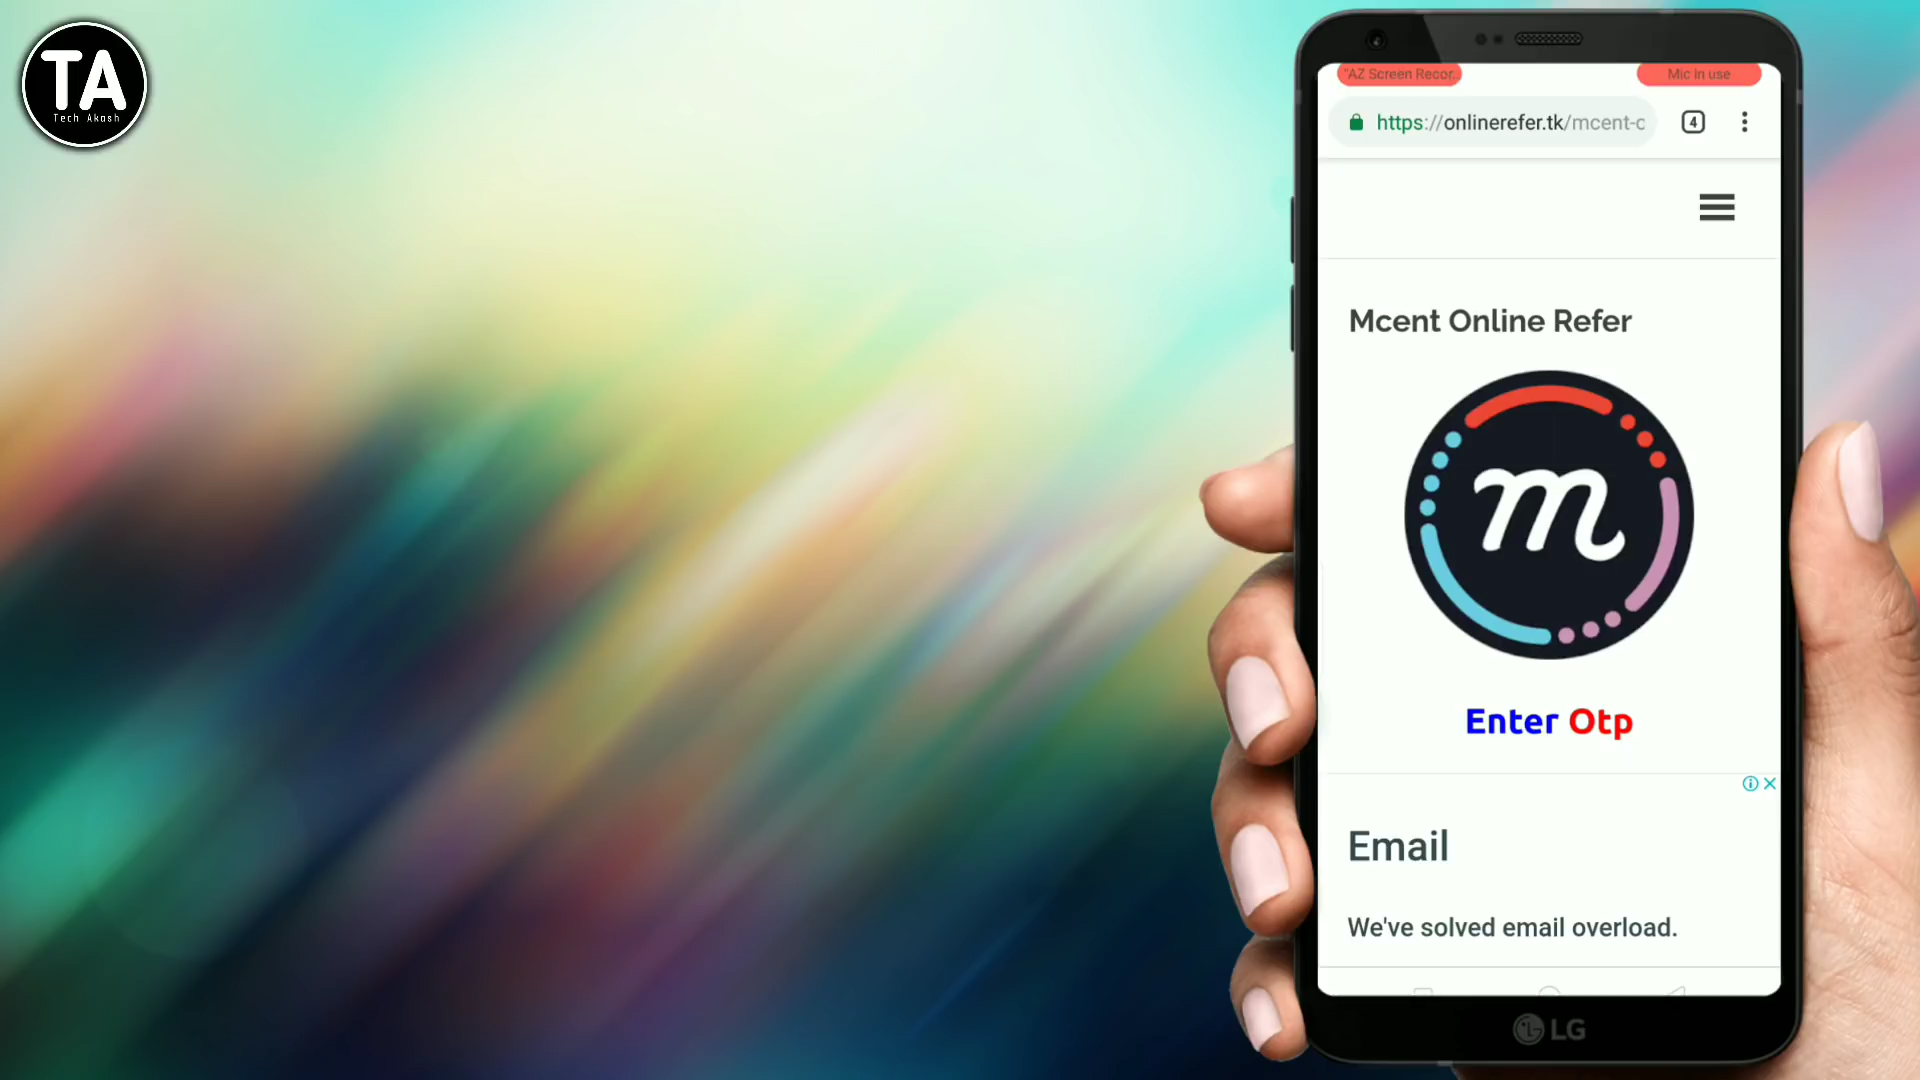 TA
Tech Akash
"AZ Screen Recor...
Mic in use
https://onlinerefer.tk/mcent-c
4
Mcent Online Refer
m
Enter Otp
Email
We've solved email overload.
LG